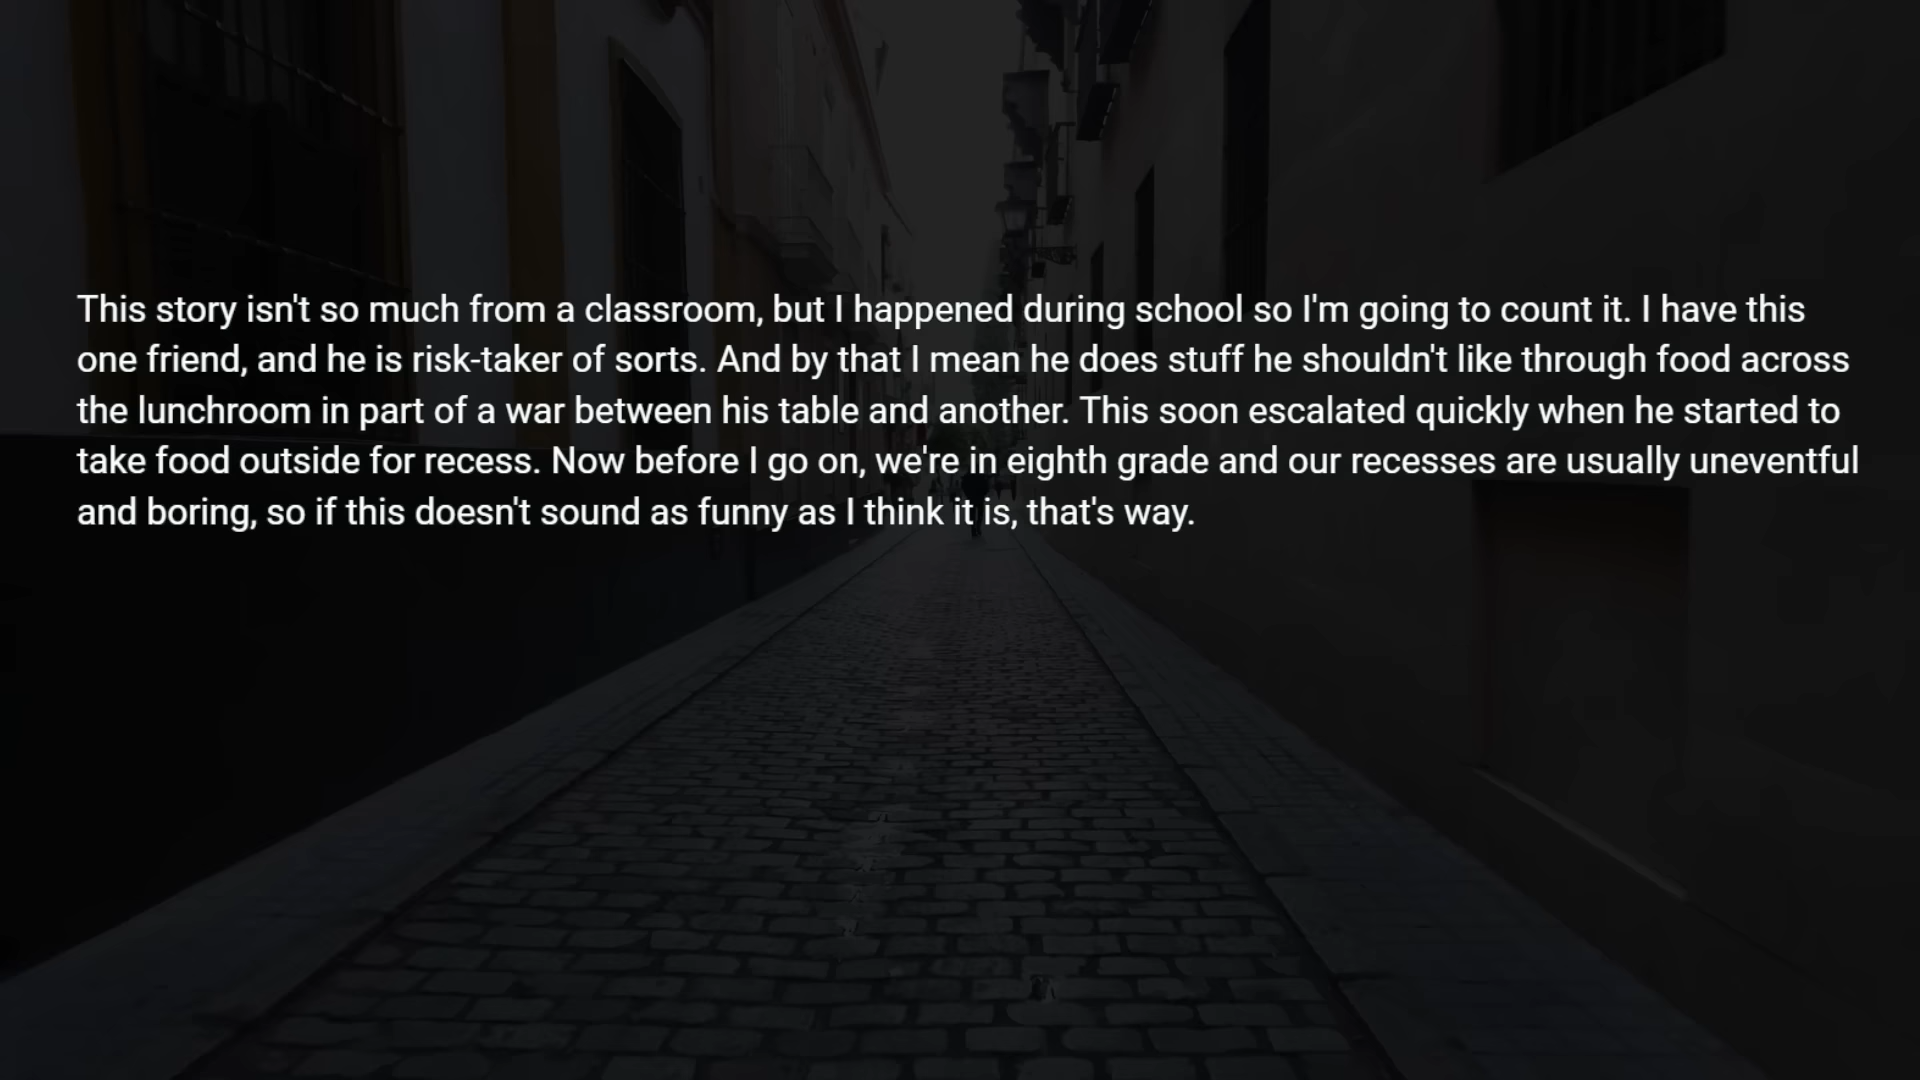 This story isn't so much from a classroom, but I happened during school so I'm going to count it. I have this
one friend, and he is risk-taker of sorts. And by that I mean he does stuff he shouldn't like through food across
the lunchroom in part of a war between his table and another. This soon escalated quickly when he started to
take food outside for recess. Now before I go on, we're in eighth grade and our recesses are usually uneventful
and boring, so if this doesn't sound as funny as I think it is, that's way.